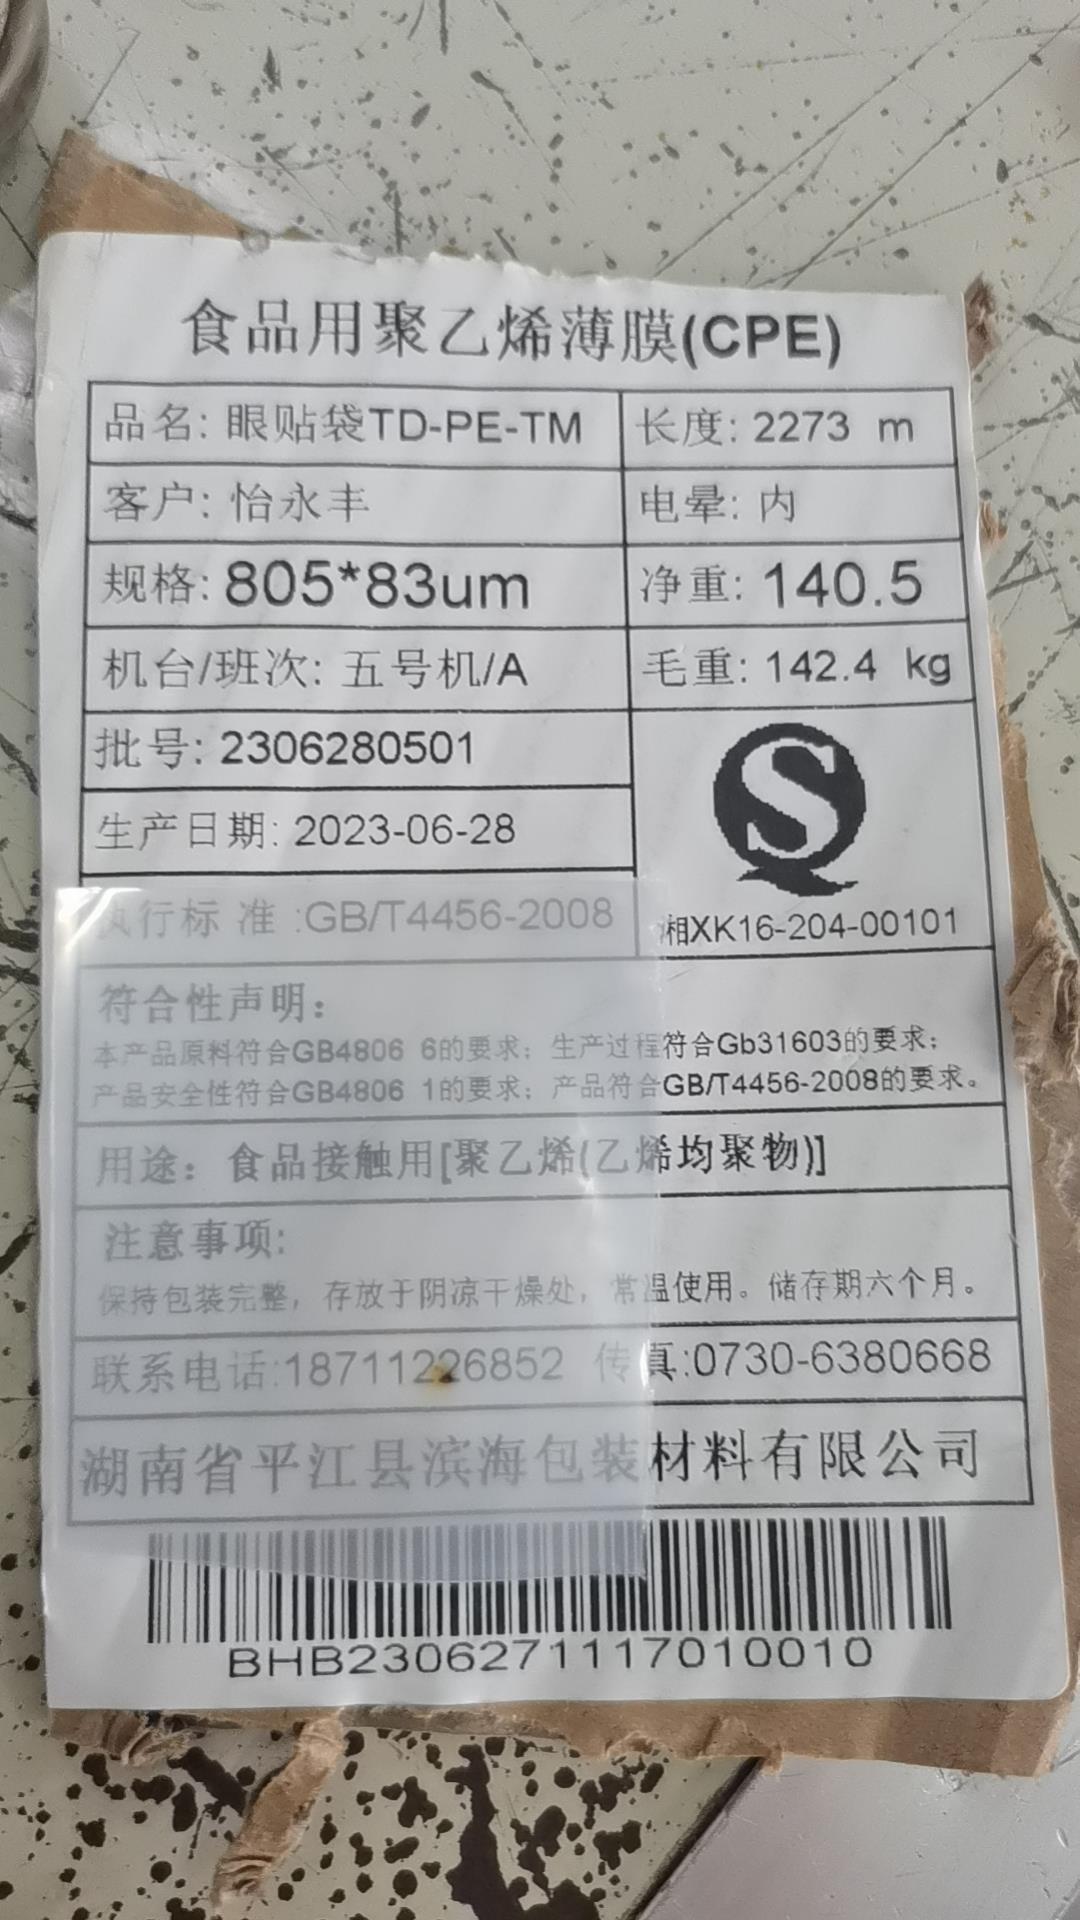 食品用聚乙烯薄膜(CPE)
品名: 眼贴袋TD-PE-TM
长度: 2273 m
客户: 怡永丰
电晕: 内
规格: 805*83um
净重: 140.5
机台/班次: 五号机/A
毛重: 142.4 kg
批号: 2306280501
生产日期: 2023-06-28
执行标 准 :GB/T4456-2008
湘XK16-204-00101
符合性声明:
本产品原料符合GB4806 6的要求; 生产过程符合Gb31603的要求;
产品安全性符合GB4806 1的要求; 产品符合GB/T4456-2008的要求。
用途: 食品接触用[聚乙烯(乙烯均聚物)]
注意事项:
保持包装完整, 存放于阴凉干燥处, 常温使用。储存期六个月。
联系电话:18711226852 传真:0730-6380668
湖南省平江县滨海包装材料有限公司
BHB2306271117010010